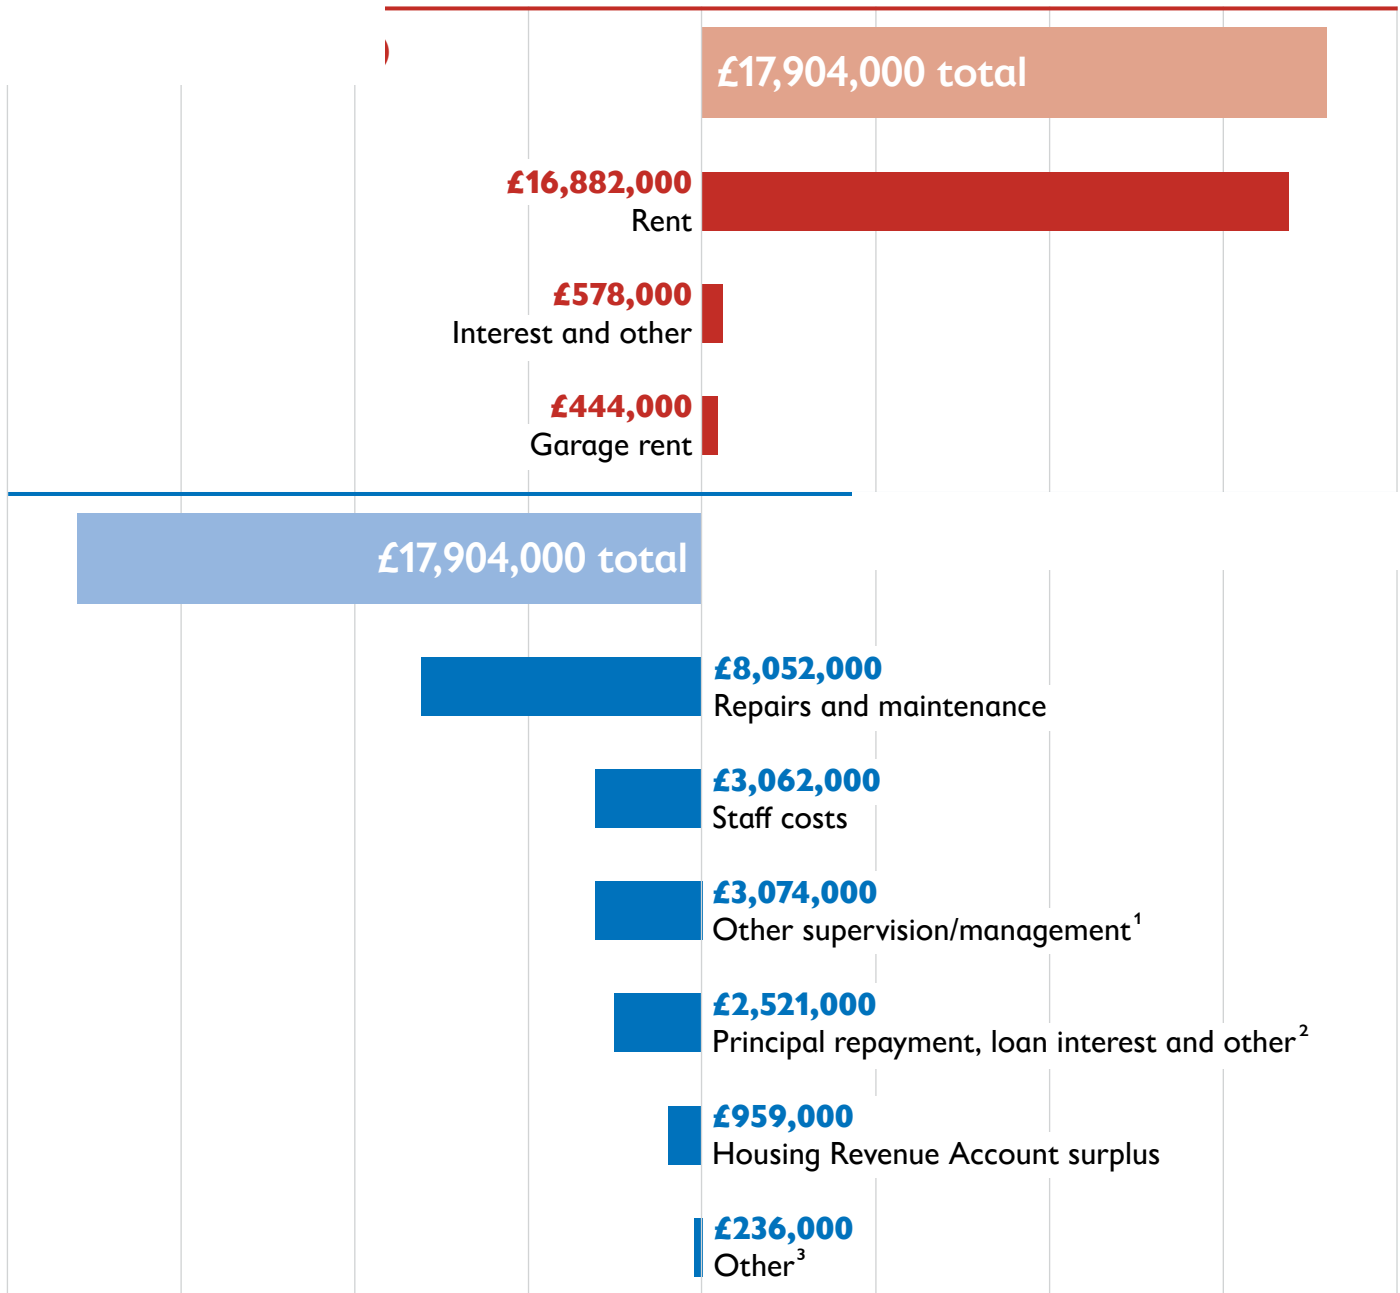 £17,904,000 total
£16,882,000
Rent
£578,000
Interest and other
£444,000
Garage rent
£17,904,000 total
£8,052,000
Repairs and maintenance
£3,062,000
Staff costs
£3,074,000
Other supervision/management¹
£2,521,000
Principal repayment, loan interest and other²
£959,000
Housing Revenue Account surplus
£236,000
Other³